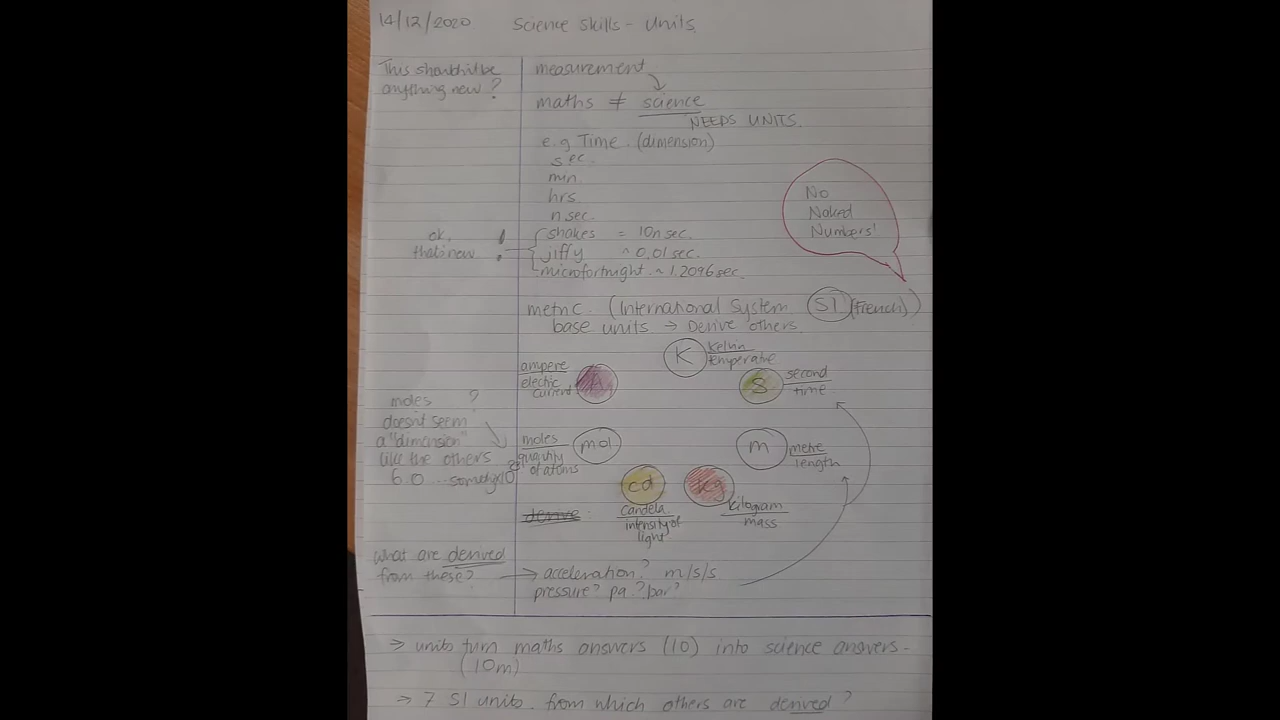 14/12/2020 Science Skills - Units
This shouldn't be
anything new?
measurement
maths ≠ science
NEEDS UNITS.
e.g. Time. (dimension)
sec.
min.
hrs.
n sec.
ok,
that's new !
shakes = 10n sec.
jiffy ~ 0.01 sec.
microfortnight ~ 1.2096 sec.
No
Naked
Numbers!
metric. (International System SI (French))
base units → Derive others
K Kelvin
temperature
ampere
electric
current
A
S second
time
moles ?
doesn't seem
a "dimension"
like the others
6.0 ...
moles
quantity
of atoms
mol
m metre
length
cd
candela
intensity of
light
kg
kilogram
mass
derive
what are derived
from these?
→ acceleration? m/s/s.
pressure? pa.? bar?
→ units turn maths answers (10) into science answers -
(10m)
→ 7 SI units. from which others are derived?